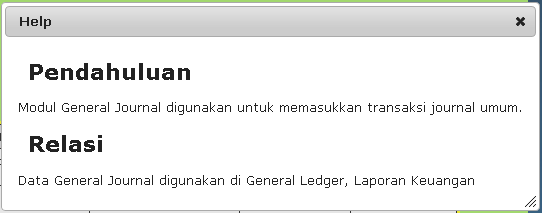 Help
Pendahuluan
Modul General Journal digunakan untuk memasukkan transaksi journal umum.
Relasi
Data General Journal digunakan di General Ledger, Laporan Keuangan